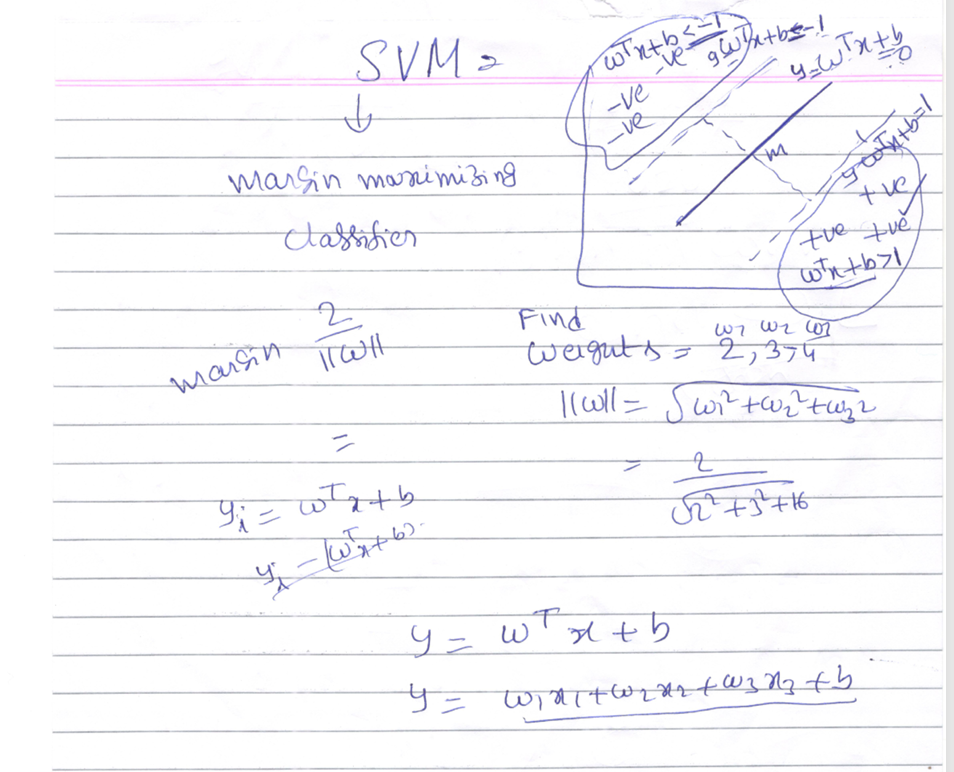 SVM =
↓
margin maximizing
classifier
wᵀx+b<-1
-ve
y=wᵀx+b≤-1
-ve
-ve
y=wᵀx+b
=0
m
y=wᵀx+b=1
+ve
+ve +ve
wᵀx+b>1
margin 2/||w||
=
Find
w1 w2 w3
weights = 2, 3, 4
||w|| = √w1²+w2²+w3²
= 2/√2²+3²+16
yi = wᵀx+b
yi - (wᵀx+b)
y = wᵀx+b
y = w1x1+w2x2+w3x3+b